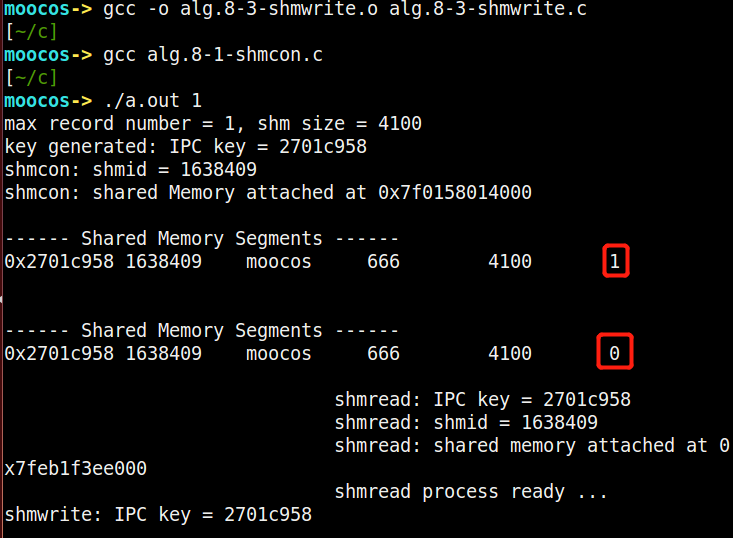 moocos-> gcc -o alg.8-3-shmwrite.o alg.8-3-shmwrite.c
[~/c]
moocos-> gcc alg.8-1-shmcon.c
[~/c]
moocos-> ./a.out 1
max record number = 1, shm size = 4100
key generated: IPC key = 2701c958
shmcon: shmid = 1638409
shmcon: shared Memory attached at 0x7f0158014000
------ Shared Memory Segments ------
0x2701c958 1638409    moocos     666        4100       1
------ Shared Memory Segments ------
0x2701c958 1638409    moocos     666        4100       0
shmread: IPC key = 2701c958
shmread: shmid = 1638409
shmread: shared memory attached at 0
x7feb1f3ee000
shmread process ready ...
shmwrite: IPC key = 2701c958